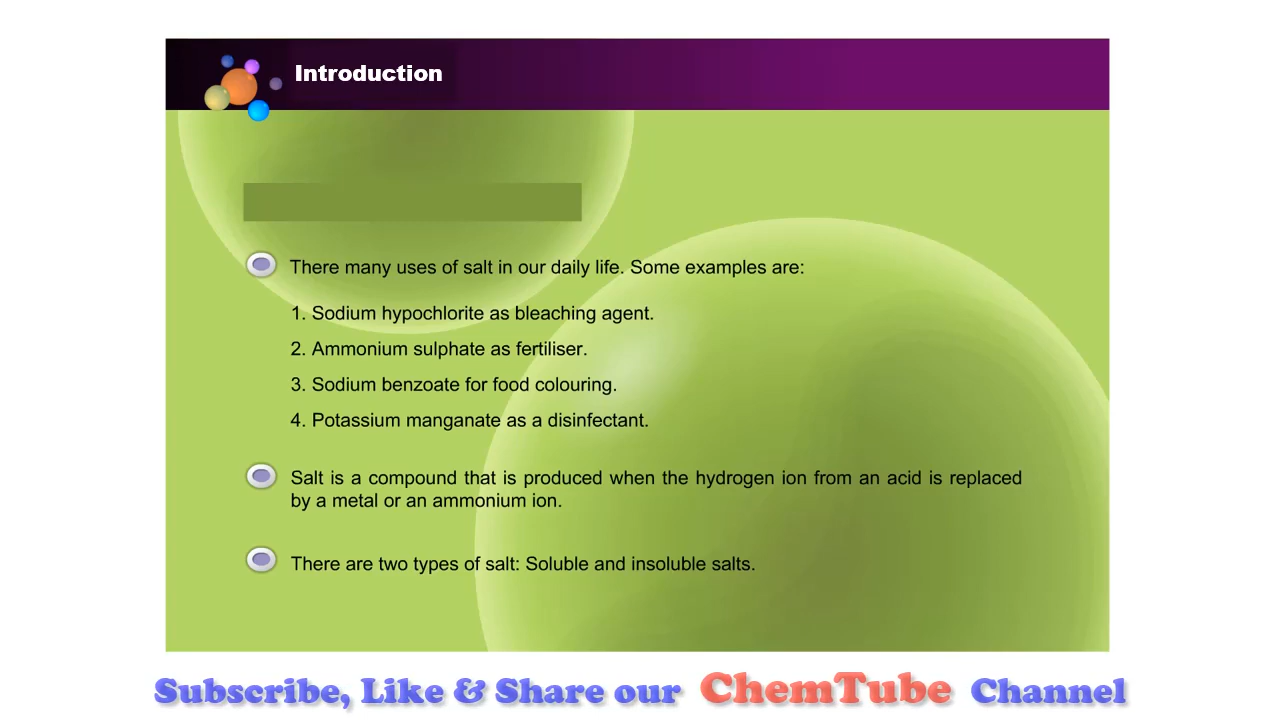 Introduction
There many uses of salt in our daily life. Some examples are:
1. Sodium hypochlorite as bleaching agent.
2. Ammonium sulphate as fertiliser.
3. Sodium benzoate for food colouring.
4. Potassium manganate as a disinfectant.
Salt is a compound that is produced when the hydrogen ion from an acid is replaced
by a metal or an ammonium ion.
There are two types of salt: Soluble and insoluble salts.
Subscribe, Like & Share our ChemTube Channel